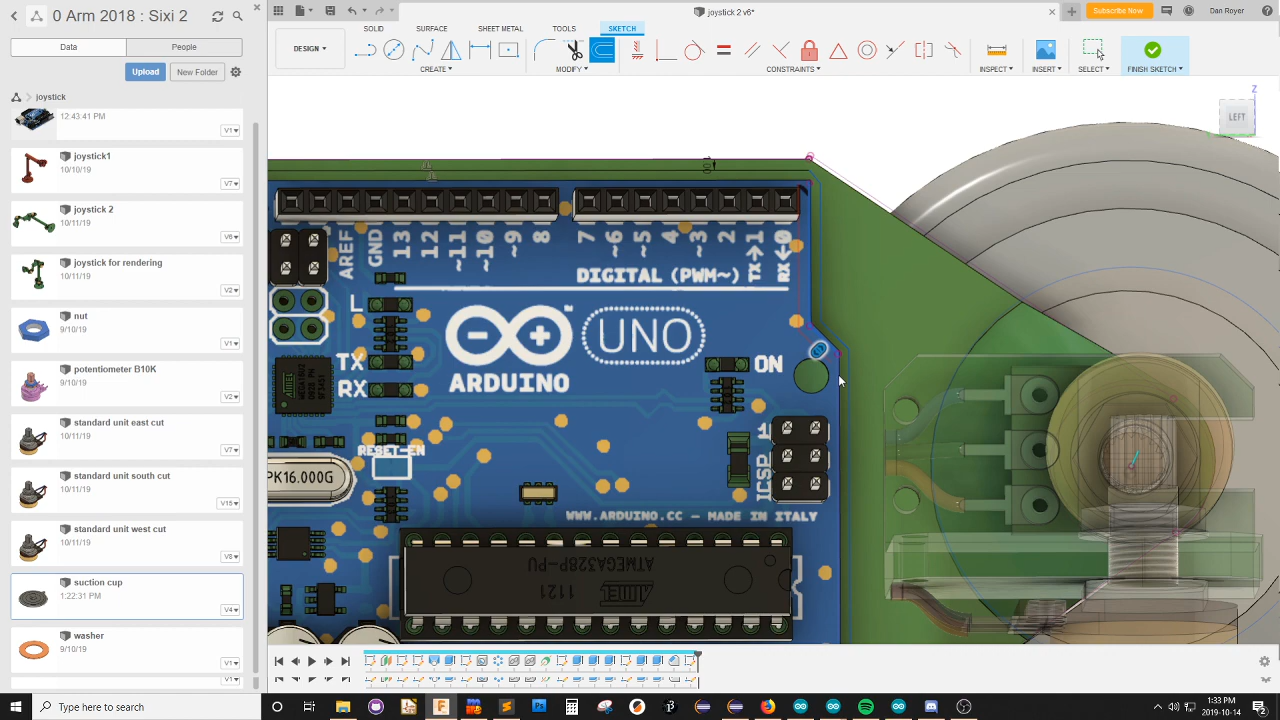 0 Arm 2018 : Sixi 2
joystick 2 v6*
Subscribe Now
Dan Royer
Data
People
Upload
New Folder
joystick
12:43:41 PM
V1
joystick1
10/10/19
V7
joystick 2
10/11/19
V6
joystick for rendering
10/11/19
V2
nut
9/10/19
V1
potentiometer B10K
9/10/19
V2
standard unit east cut
10/11/19
V7
standard unit south cut
10/11/19
V15
standard unit west cut
10/11/19
V8
suction cup
1:22:31 PM
V4
washer
9/10/19
V1
DESIGN
SOLID
SURFACE
SHEET METAL
TOOLS
SKETCH
CREATE
MODIFY
CONSTRAINTS
INSPECT
INSERT
SELECT
FINISH SKETCH
Z
LEFT
1.00
AREF
GND
13
12
~11
~10
~9
8
7
~6
~5
4
~3
2
TX→1
RX←0
DIGITAL (PWM~)
L
TX
RX
UNO
™
ARDUINO
ON
RESET-EN
1
ICSP
PK16.000G
WWW.ARDUINO.CC - MADE IN ITALY
ATMEGA328P-PU
1121
ATMEL
Type here to search
1:33 PM
2019-10-14